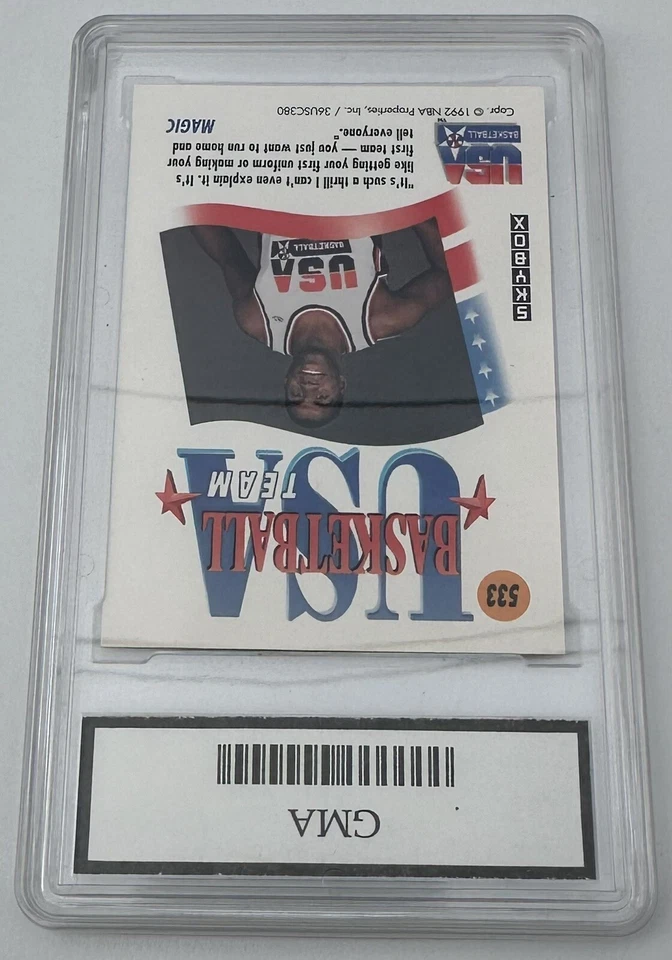 GMA
533
USA
BASKETBALL
TEAM
USA
BASKETBALL
SKYBOX
"It's such a thrill I can't even explain it. It's
like getting your first uniform or making your
first team — you just want to run home and
tell everyone."
MAGIC
USA
BASKETBALL
TM
Copr. © 1992 NBA Properties, Inc. / 36USC380